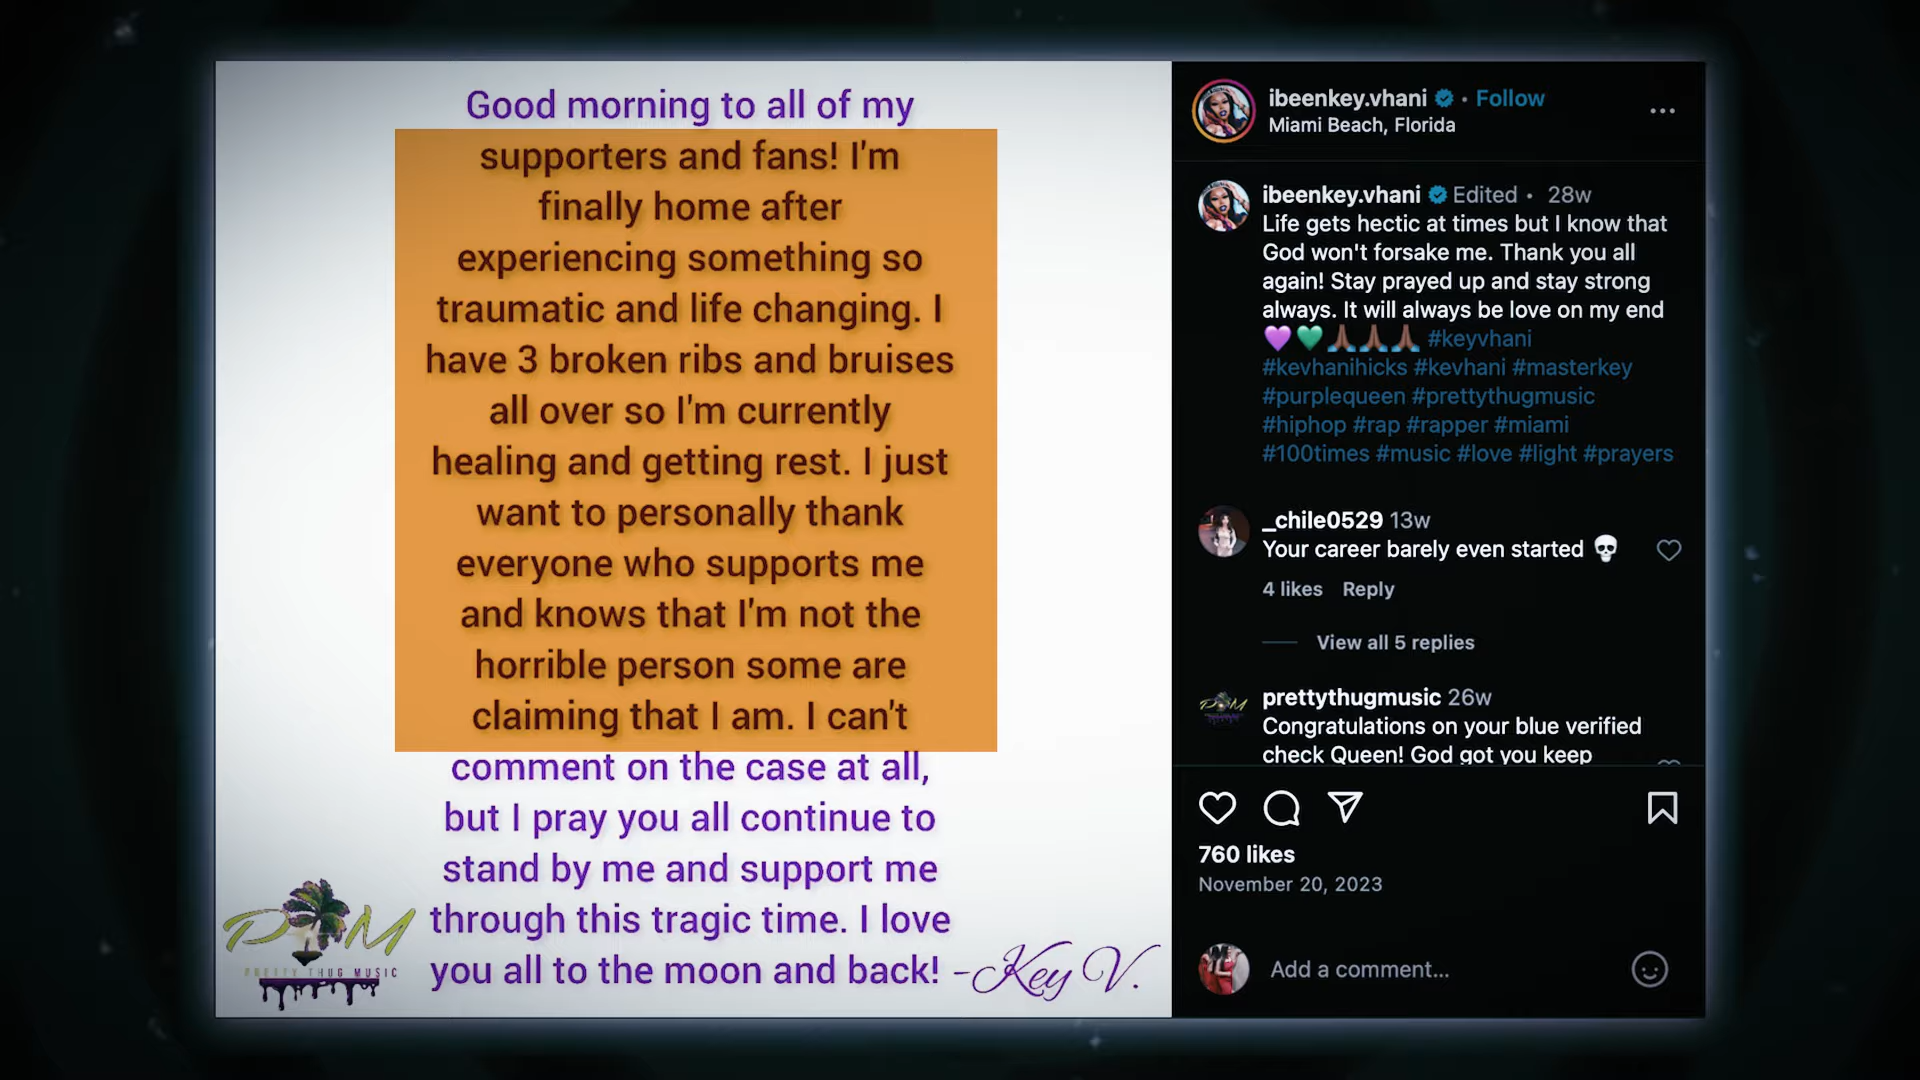 Good morning to all of my
supporters and fans! I'm
finally home after
experiencing something so
traumatic and life changing. I
have 3 broken ribs and bruises
all over so I'm currently
healing and getting rest. I just
want to personally thank
everyone who supports me
and knows that I'm not the
horrible person some are
claiming that I am. I can't
comment on the case at all,
but I pray you all continue to
stand by me and support me
through this tragic time. I love
you all to the moon and back! -Key V.
PRETTY THUG MUSIC
ibeenkey.vhani • Follow
Miami Beach, Florida
ibeenkey.vhani Edited • 28w
Life gets hectic at times but I know that
God won't forsake me. Thank you all
again! Stay prayed up and stay strong
always. It will always be love on my end
💜💚🙏🏾🙏🏾🙏🏾 #keyvhani
#kevhanihicks #kevhani #masterkey
#purplequeen #prettythugmusic
#hiphop #rap #rapper #miami
#100times #music #love #light #prayers
_chile0529 13w
Your career barely even started 💀
4 likes Reply
View all 5 replies
prettythugmusic 26w
Congratulations on your blue verified
check Queen! God got you keep
760 likes
November 20, 2023
Add a comment...